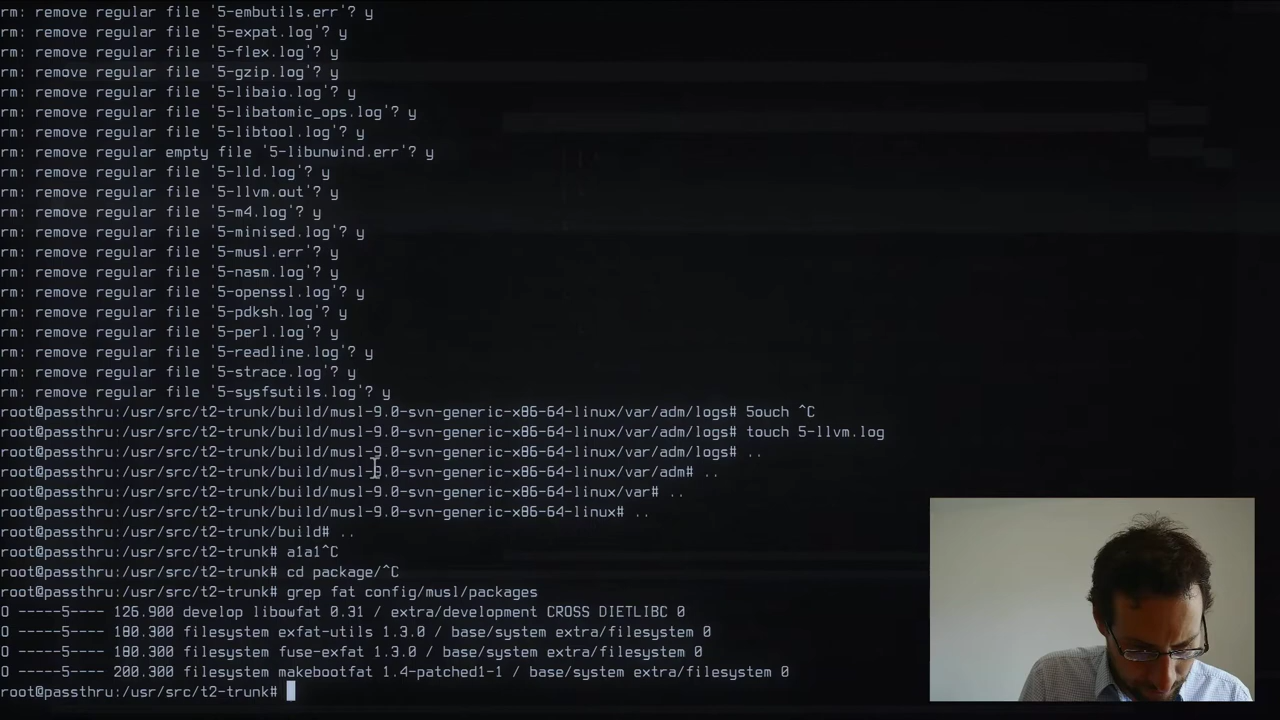 rm: remove regular file '5-embutils.err'? y
rm: remove regular file '5-expat.log'? y
rm: remove regular file '5-flex.log'? y
rm: remove regular file '5-gzip.log'? y
rm: remove regular file '5-libaio.log'? y
rm: remove regular file '5-libatomic_ops.log'? y
rm: remove regular file '5-libtool.log'? y
rm: remove regular empty file '5-libunwind.err'? y
rm: remove regular file '5-lld.log'? y
rm: remove regular file '5-llvm.out'? y
rm: remove regular file '5-m4.log'? y
rm: remove regular file '5-minised.log'? y
rm: remove regular file '5-musl.err'? y
rm: remove regular file '5-nasm.log'? y
rm: remove regular file '5-openssl.log'? y
rm: remove regular file '5-pdksh.log'? y
rm: remove regular file '5-perl.log'? y
rm: remove regular file '5-readline.log'? y
rm: remove regular file '5-strace.log'? y
rm: remove regular file '5-sysfsutils.log'? y
root@passthru:/usr/src/t2-trunk/build/musl-9.0-svn-generic-x86-64-linux/var/adm/logs# 5ouch ^C
root@passthru:/usr/src/t2-trunk/build/musl-9.0-svn-generic-x86-64-linux/var/adm/logs# touch 5-llvm.log
root@passthru:/usr/src/t2-trunk/build/musl-9.0-svn-generic-x86-64-linux/var/adm/logs# ..
root@passthru:/usr/src/t2-trunk/build/musl-9.0-svn-generic-x86-64-linux/var/adm# ..
root@passthru:/usr/src/t2-trunk/build/musl-9.0-svn-generic-x86-64-linux/var# ..
root@passthru:/usr/src/t2-trunk/build/musl-9.0-svn-generic-x86-64-linux# ..
root@passthru:/usr/src/t2-trunk/build# ..
root@passthru:/usr/src/t2-trunk# a1a1^C
root@passthru:/usr/src/t2-trunk# cd package/^C
root@passthru:/usr/src/t2-trunk# grep fat config/musl/packages
O -----5---- 126.900 develop libowfat 0.31 / extra/development CROSS DIETLIBC 0
O -----5---- 180.300 filesystem exfat-utils 1.3.0 / base/system extra/filesystem 0
O -----5---- 190.300 filesystem fuse-exfat 1.3.0 / base/system extra/filesystem 0
O -----5---- 200.300 filesystem makebootfat 1.4-patched1-1 / base/system extra/filesystem 0
root@passthru:/usr/src/t2-trunk#